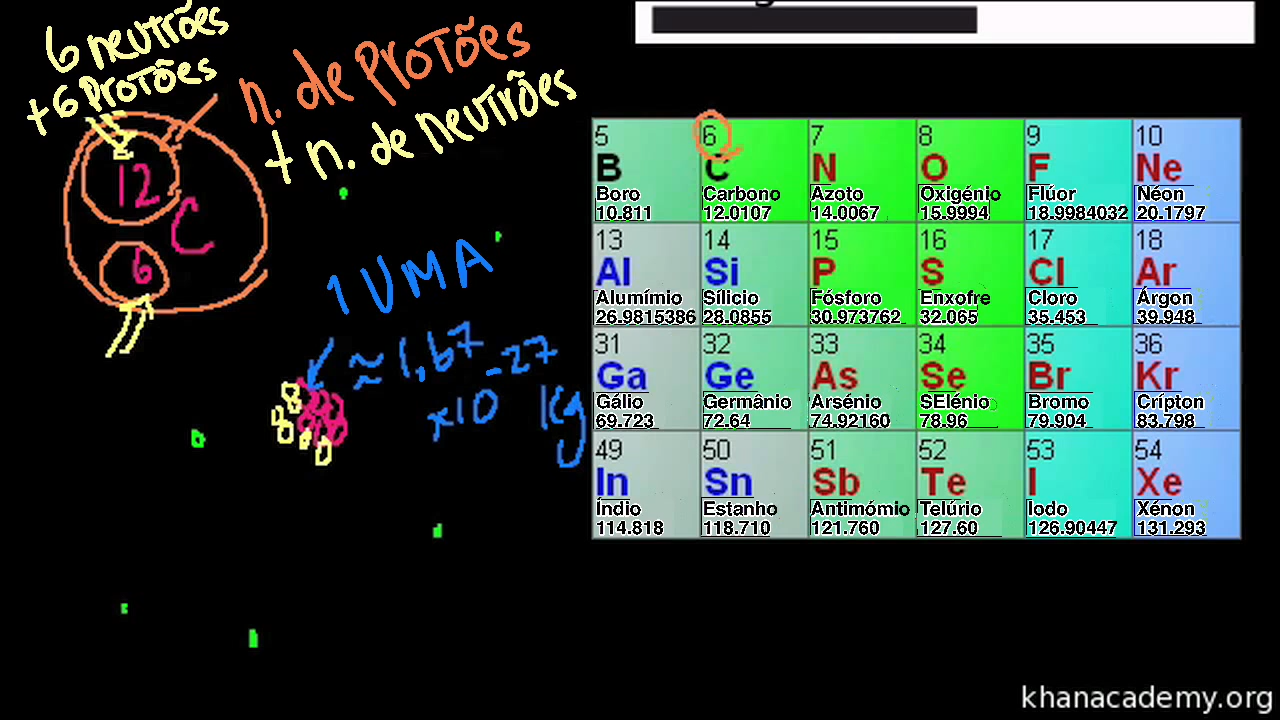 6 neutrões
+6 Protões
n. de Protões
+ n. de neutrões
12
C
6
1 UMA
≈ 1,67
×10 -27 Kg
5 6 7 8 9 10
B C N O F Ne
Boro Carbono Azoto Oxigénio Flúor Néon
10.811 12.0107 14.0067 15.9994 18.9984032 20.1797
13 14 15 16 17 18
Al Si P S Cl Ar
Alumímio Sílicio Fósforo Enxofre Cloro Árgon
26.9815386 28.0855 30.973762 32.065 35.453 39.948
31 32 33 34 35 36
Ga Ge As Se Br Kr
Gálio Germânio Arsénio SElénio Bromo Crípton
69.723 72.64 74.92160 78.96 79.904 83.798
49 50 51 52 53 54
In Sn Sb Te I Xe
Índio Estanho Antimómio Telúrio Iodo Xénon
114.818 118.710 121.760 127.60 126.90447 131.293
khanacademy.org